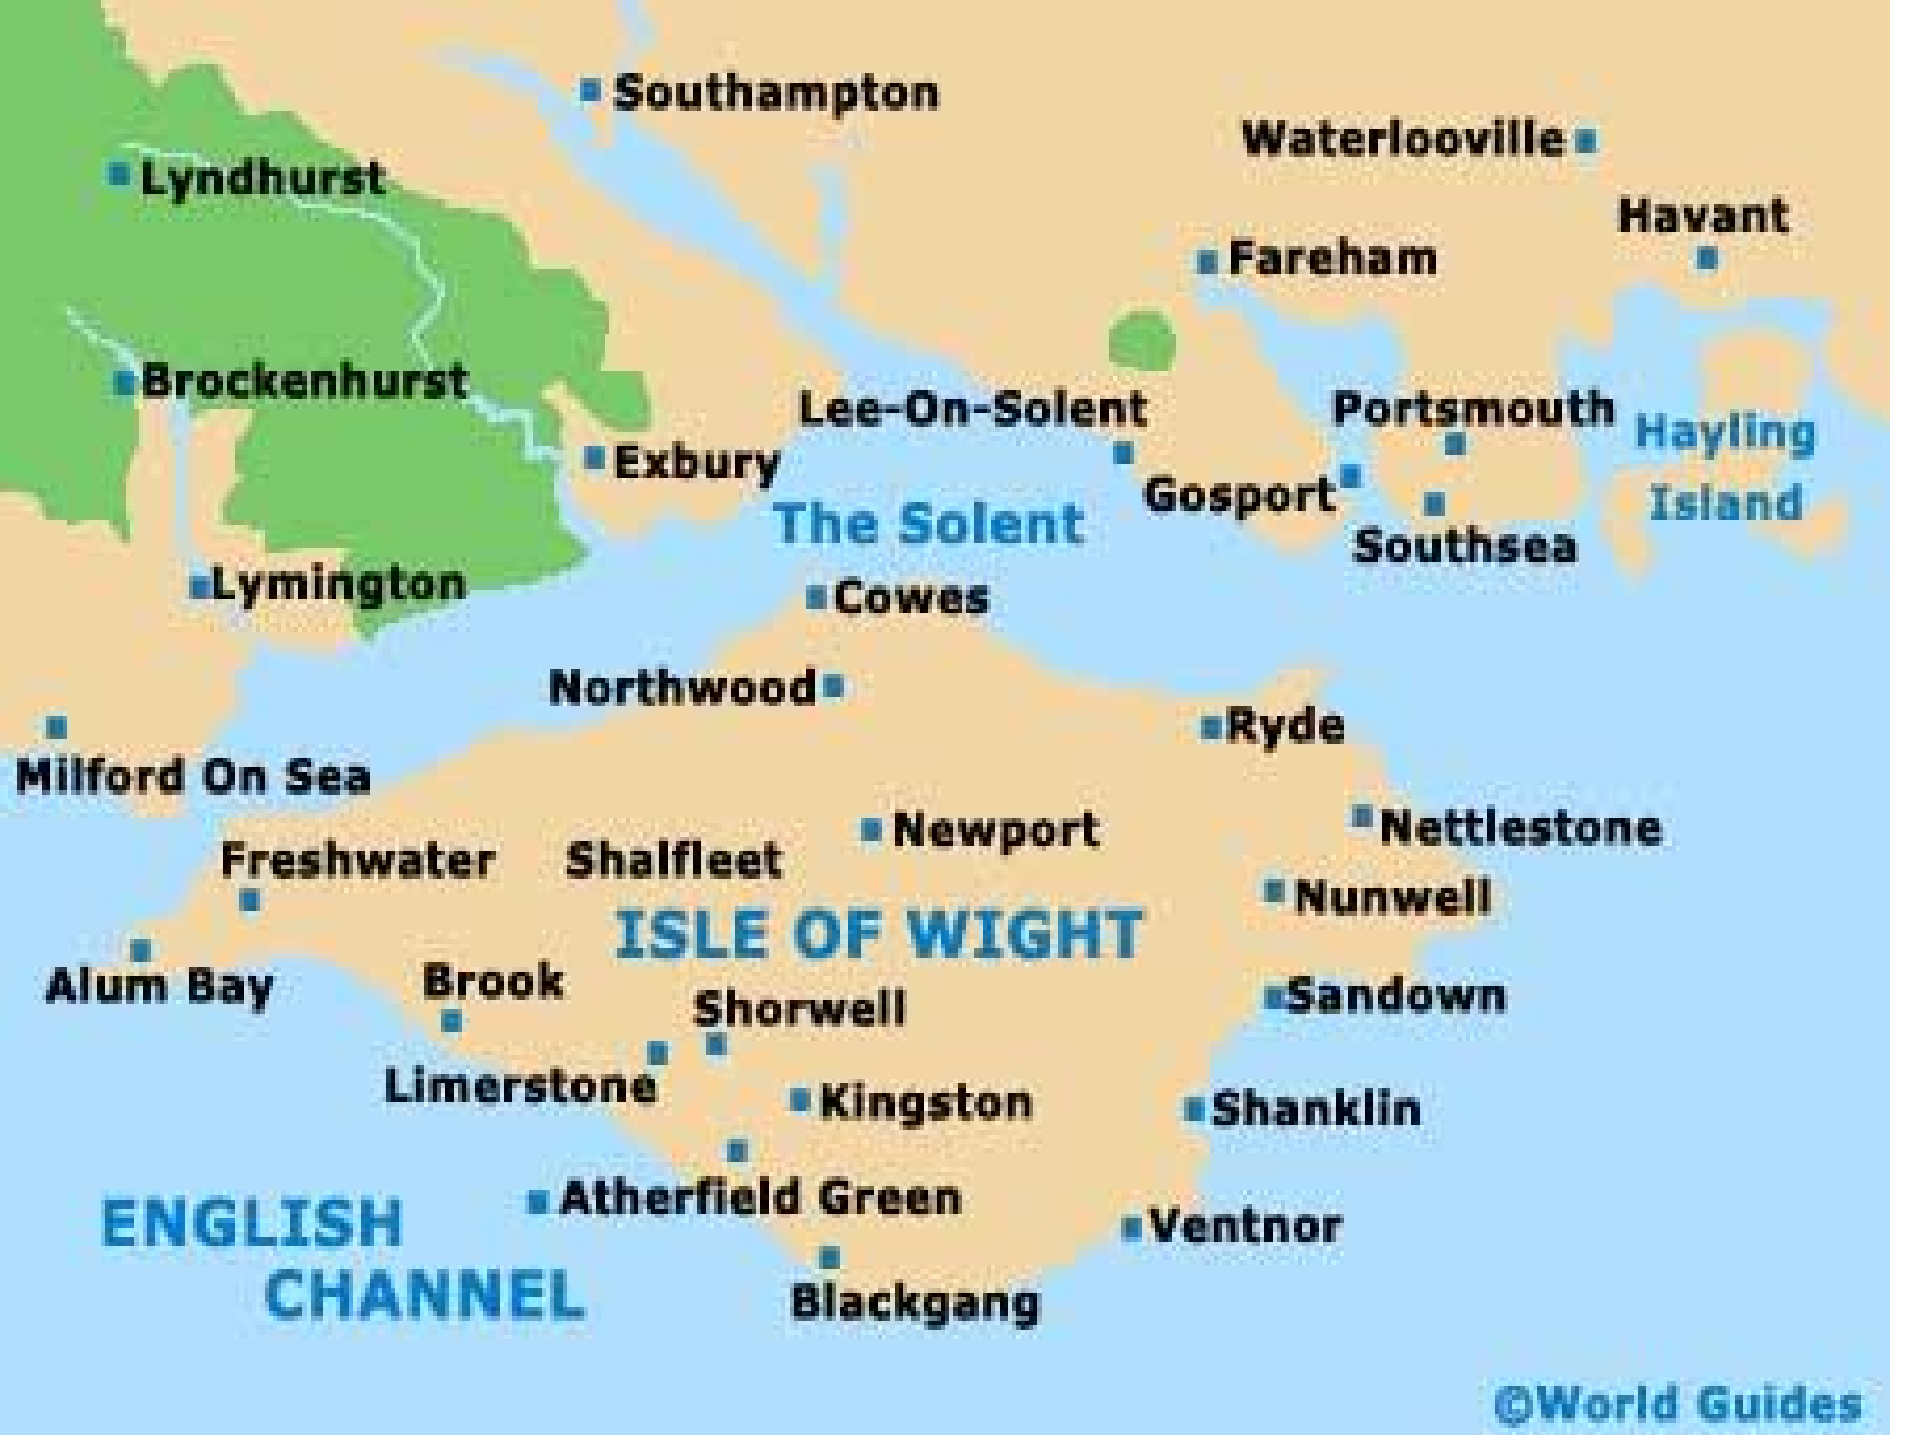 Southampton
Waterlooville
Lyndhurst
Havant
Fareham
Brockenhurst
Lee-On-Solent
Portsmouth
Hayling
Island
Exbury
Gosport
The Solent
Southsea
Lymington
Cowes
Northwood
Ryde
Milford On Sea
Newport
Nettlestone
Freshwater
Shalfleet
Nunwell
ISLE OF WIGHT
Alum Bay
Brook
Shorwell
Sandown
Limerstone
Kingston
Shanklin
Atherfield Green
ENGLISH
CHANNEL
Ventnor
Blackgang
©World Guides